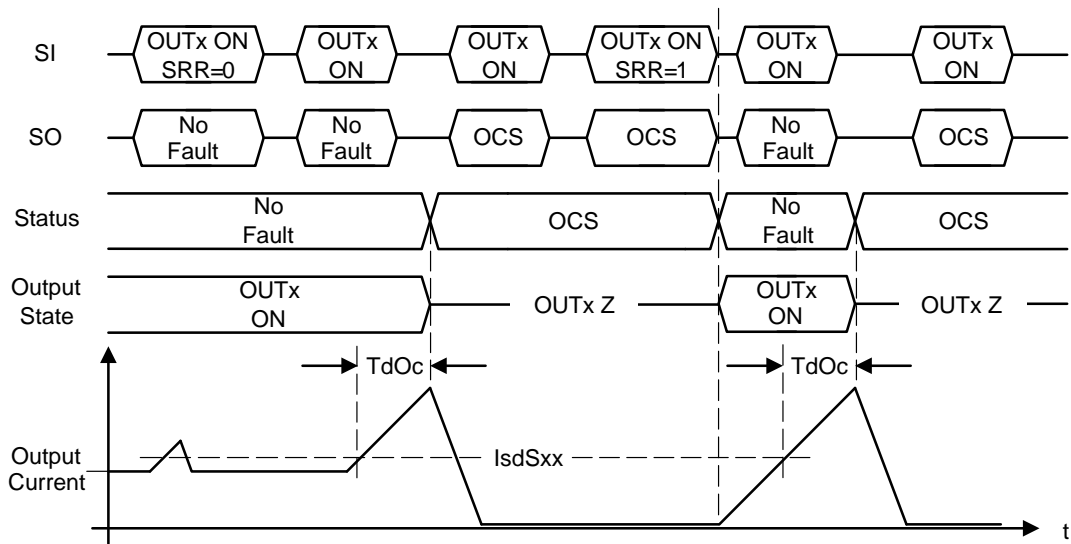 SI
OUTx ON
SRR=0
OUTx
ON
OUTx
ON
OUTx ON
SRR=1
OUTx
ON
OUTx
ON
SO
No
Fault
No
Fault
OCS
OCS
No
Fault
OCS
Status
No
Fault
OCS
No
Fault
OCS
Output
State
OUTx
ON
OUTx Z
OUTx
ON
OUTx Z
TdOc
TdOc
Output
Current
IsdSxx
t